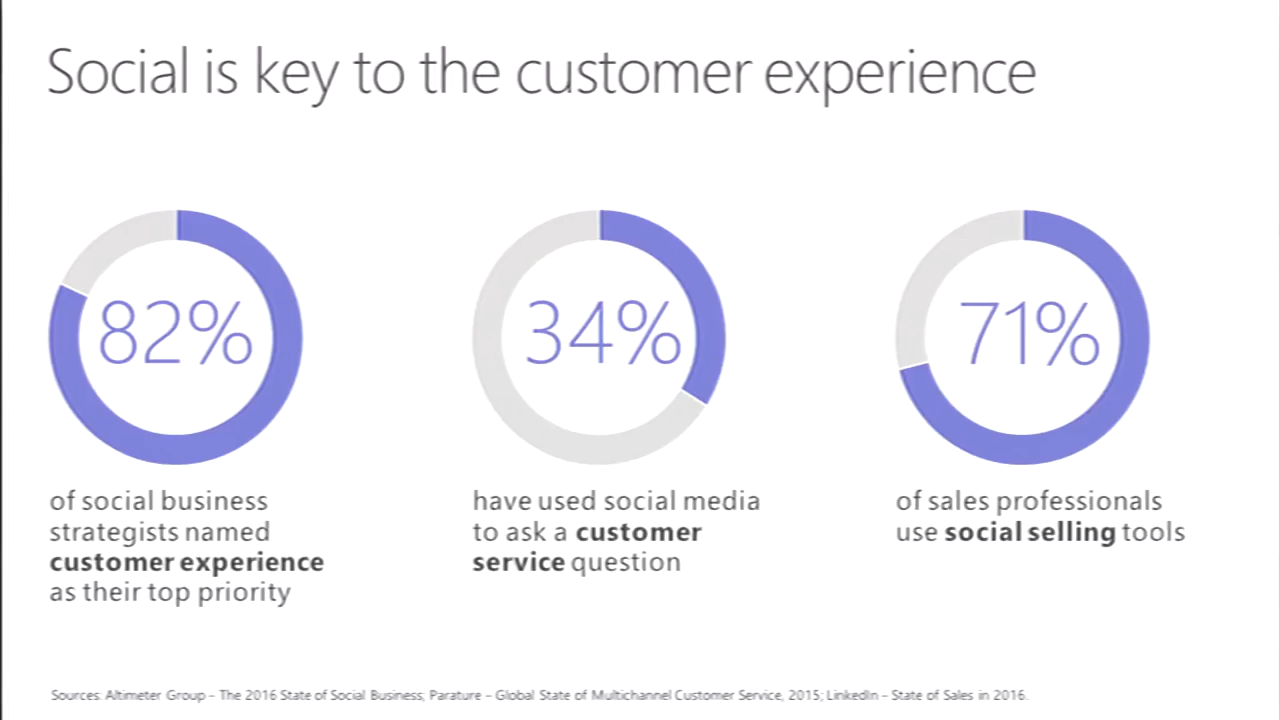 Social is key to the customer experience
82%
34%
71%
of social business
strategists named
customer experience
as their top priority
have used social media
to ask a customer
service question
of sales professionals
use social selling tools
Sources: Altimeter Group – The 2016 State of Social Business; Parature – Global State of Multichannel Customer Service, 2015; LinkedIn – State of Sales in 2016.